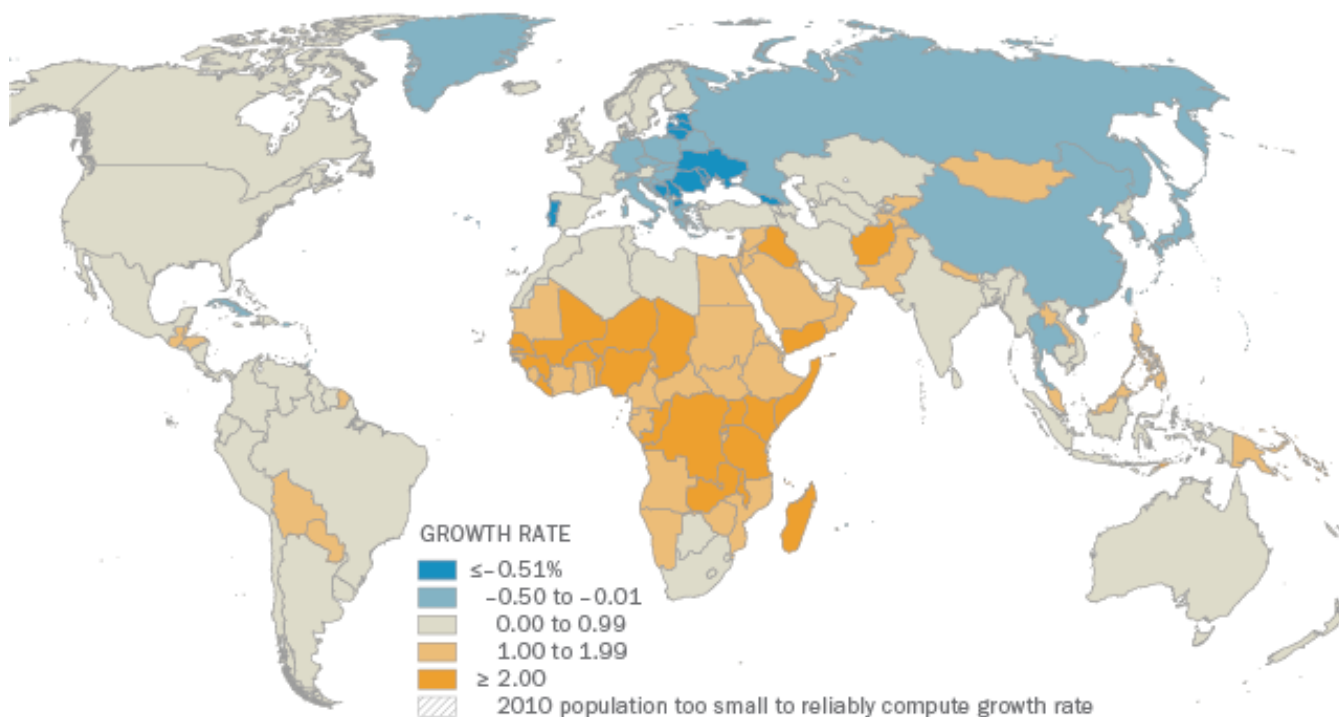 GROWTH RATE
≤−0.51%
−0.50 to −0.01
0.00 to 0.99
1.00 to 1.99
≥ 2.00
2010 population too small to reliably compute growth rate